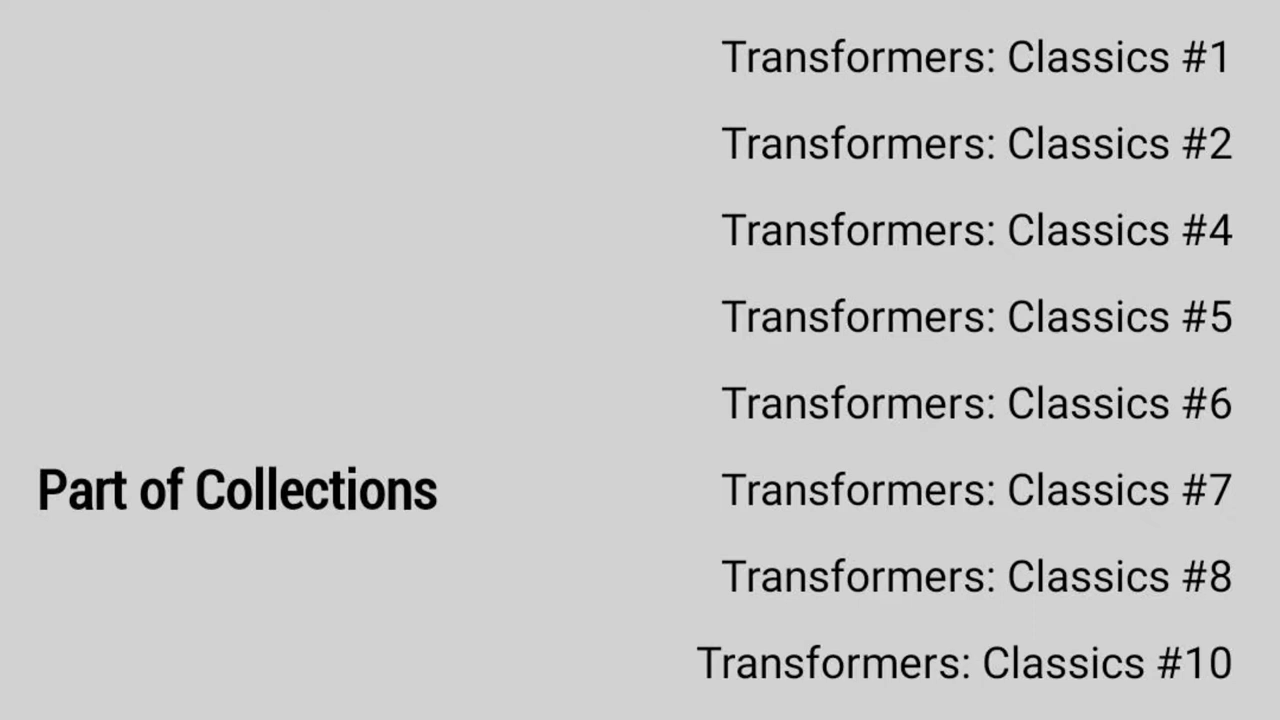 Transformers: Classics #1
Transformers: Classics #2
Transformers: Classics #4
Transformers: Classics #5
Transformers: Classics #6
Part of Collections
Transformers: Classics #7
Transformers: Classics #8
Transformers: Classics #10